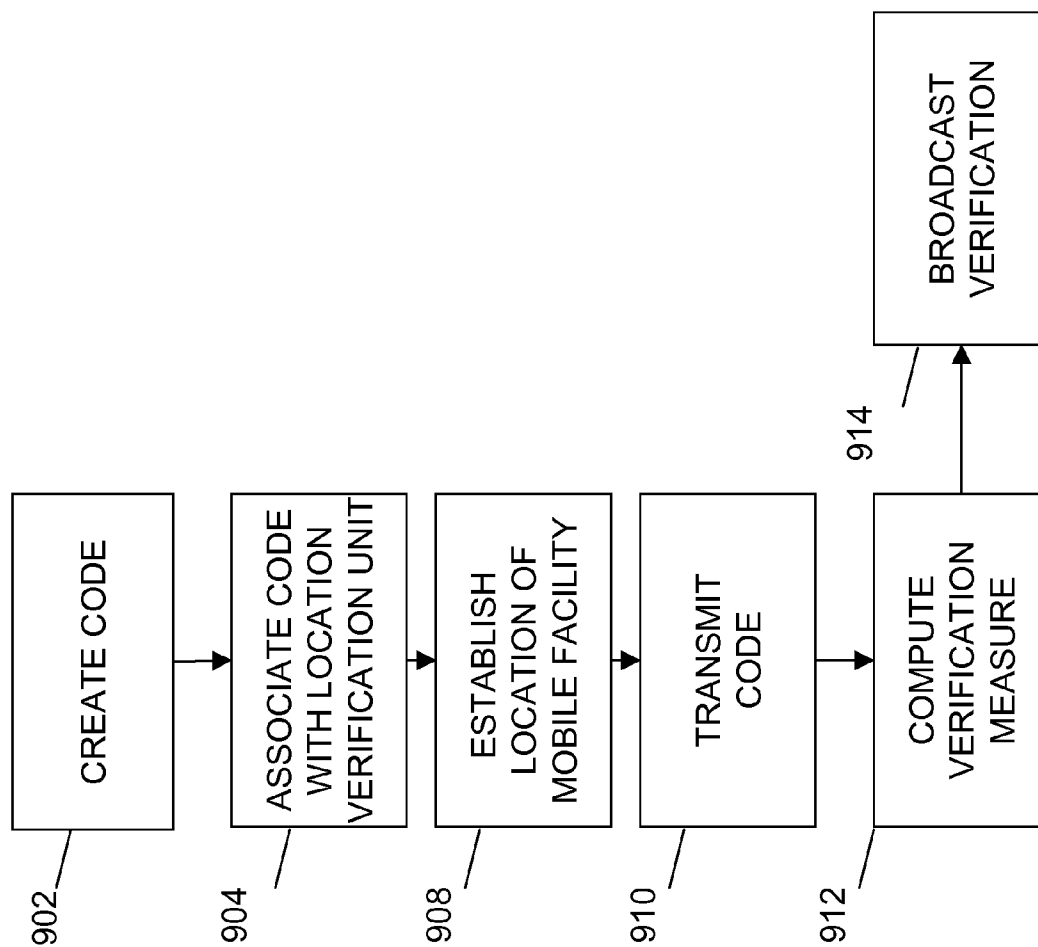 902
CREATE CODE
904
ASSOCIATE CODE
WITH LOCATION
VERIFICATION UNIT
908
ESTABLISH
LOCATION OF
MOBILE FACILITY
910
TRANSMIT
CODE
912
COMPUTE
VERIFICATION
MEASURE
914
BROADCAST
VERIFICATION